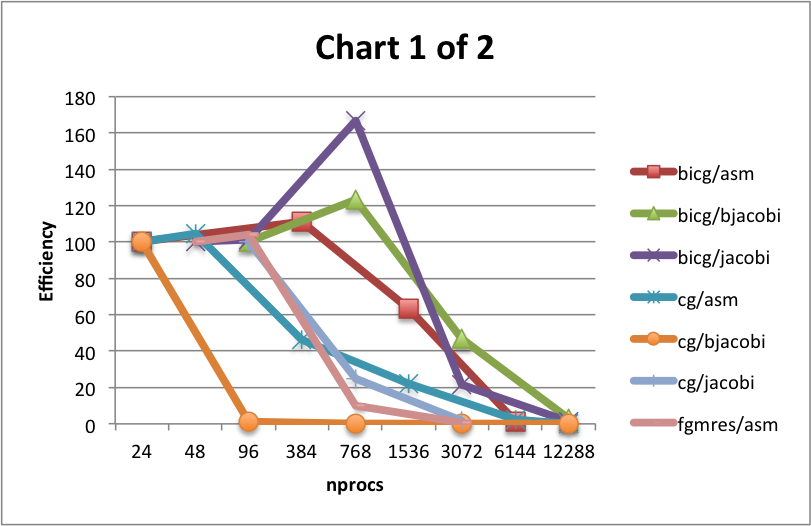 Chart 1 of 2
180
160
140
120
100
80
60
40
20
0
Efficiency
24 48 96 384 768 1536 3072 6144 12288
nprocs
bicg/asm
bicg/bjacobi
bicg/jacobi
cg/asm
cg/bjacobi
cg/jacobi
fgmres/asm